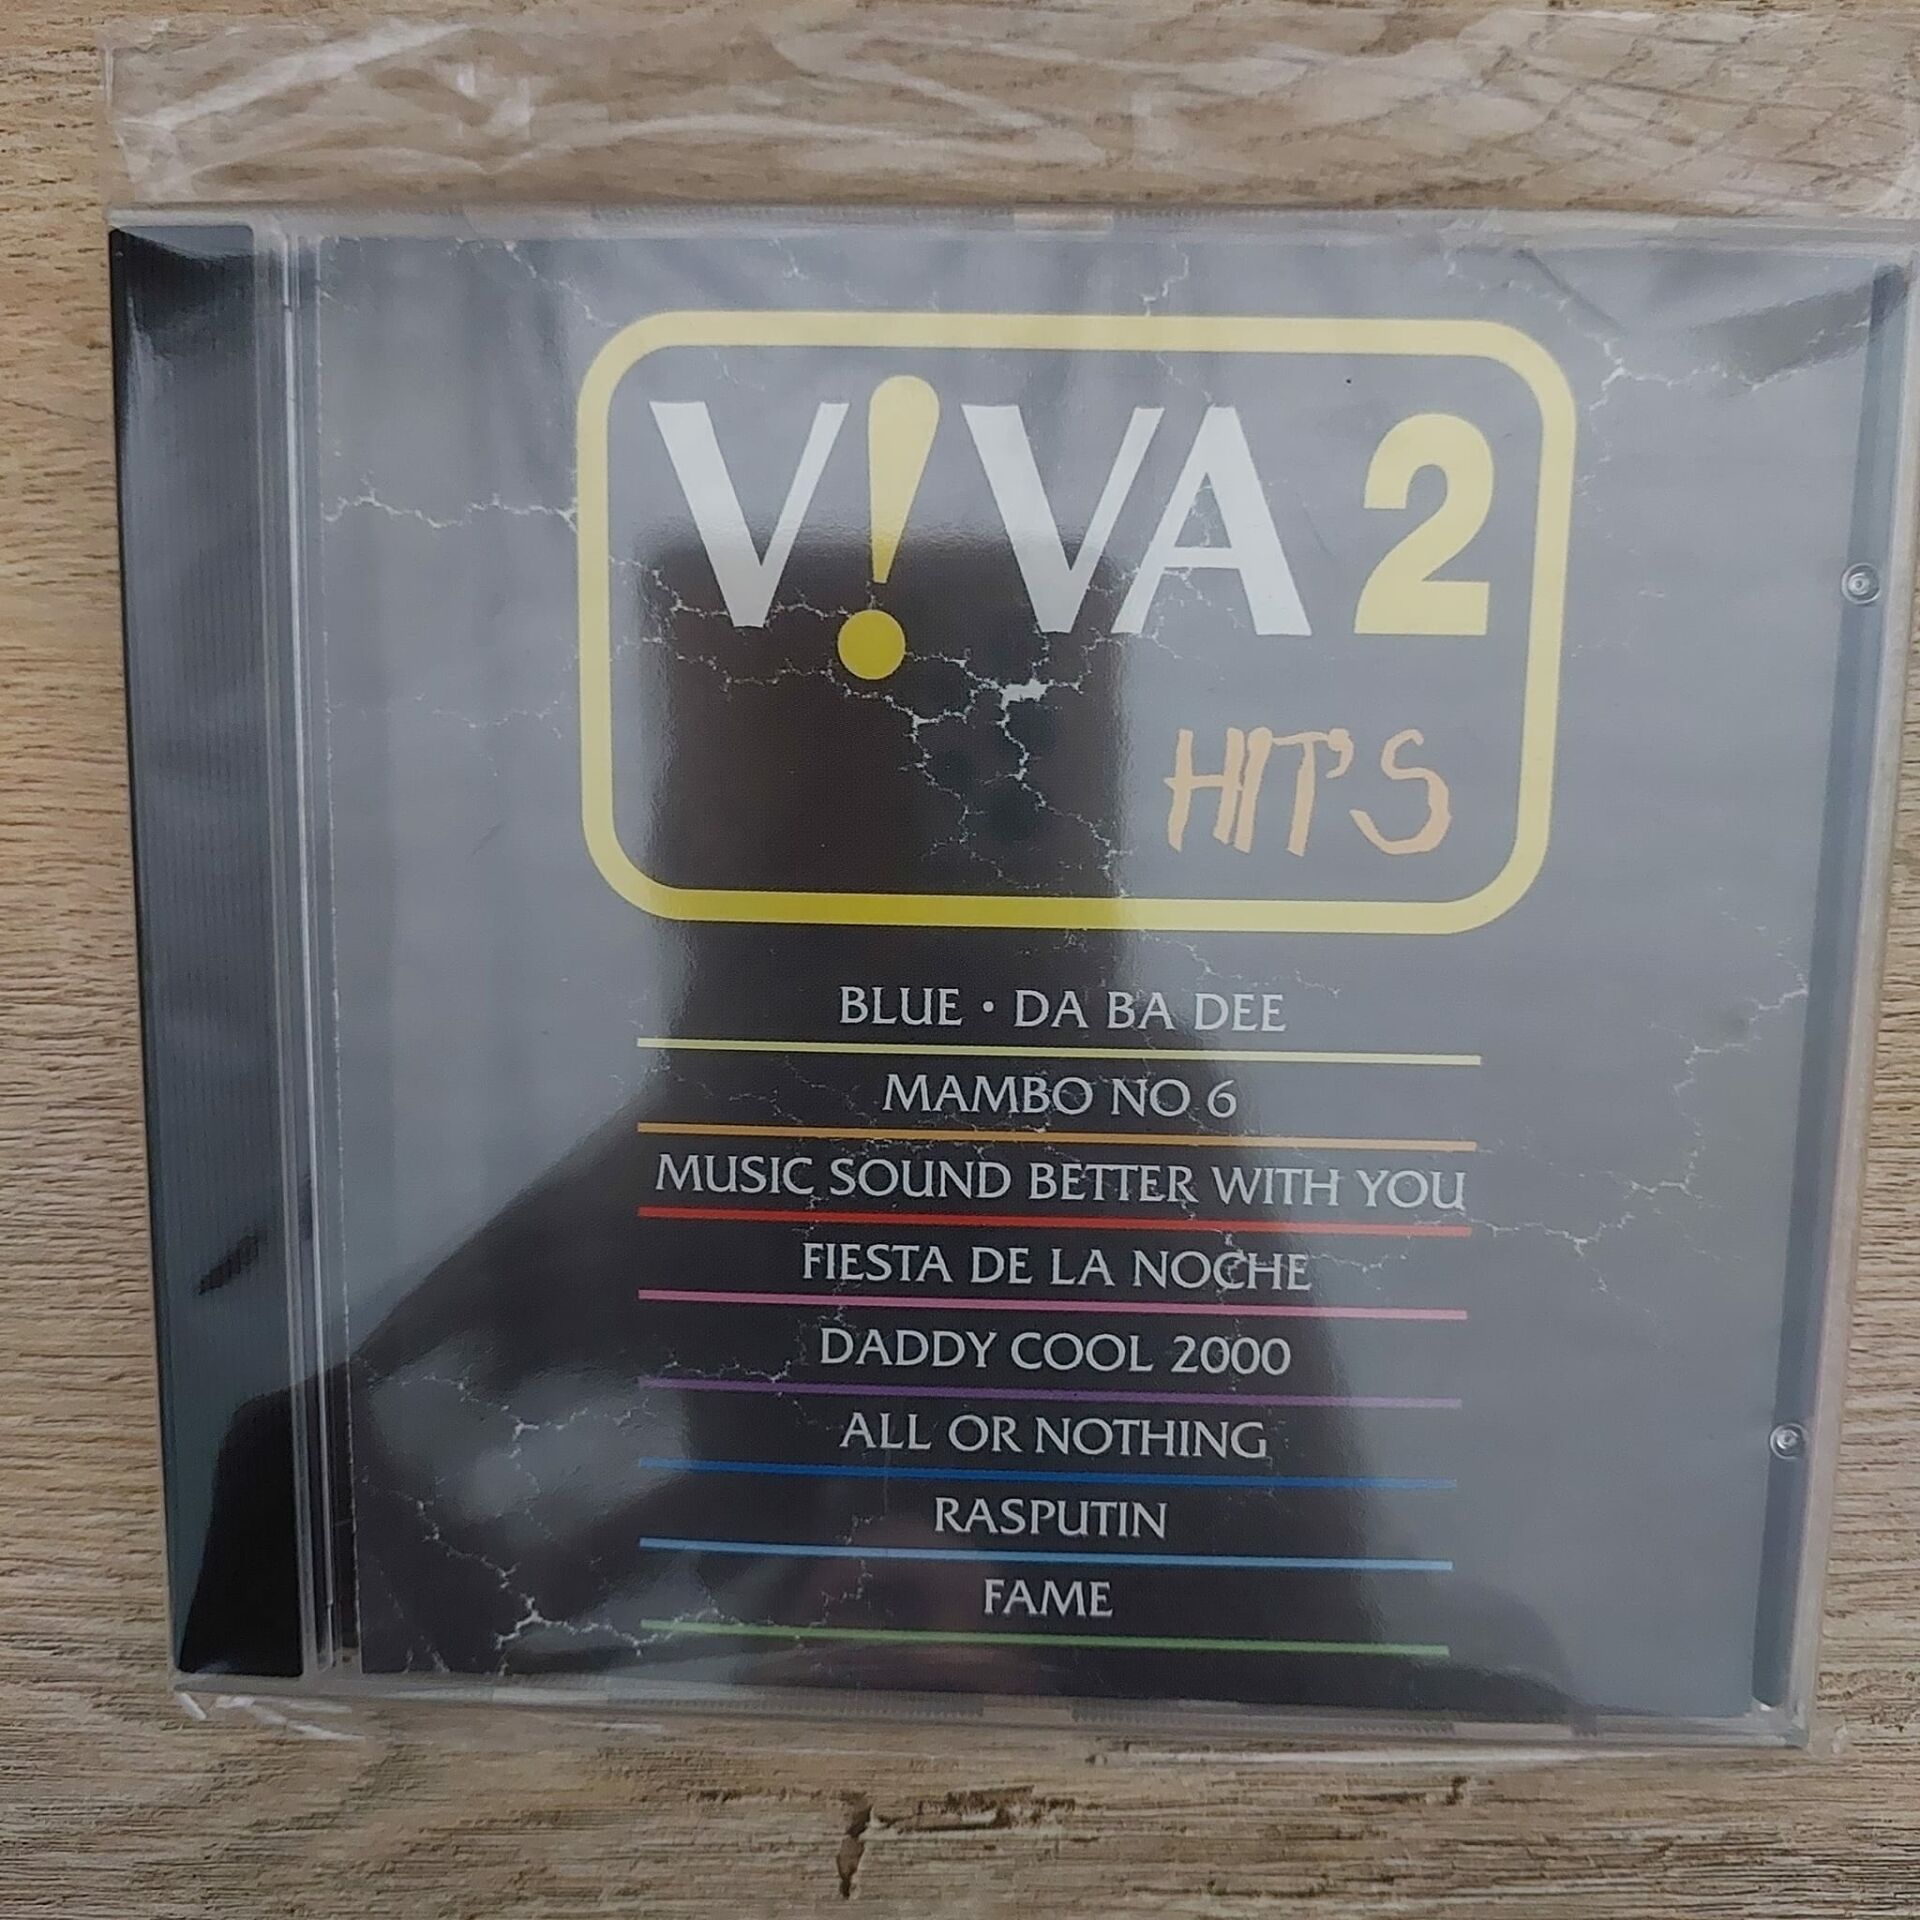 V!VA 2
HIT'S
BLUE • DA BA DEE
MAMBO NO 6
MUSIC SOUND BETTER WITH YOU
FIESTA DE LA NOCHE
DADDY COOL 2000
ALL OR NOTHING
RASPUTIN
FAME